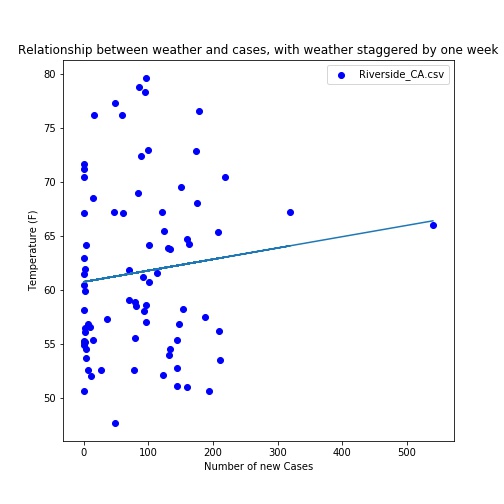 Relationship between weather and cases, with weather staggered by one week
Riverside_CA.csv
80
75
70
65
60
55
50
Temperature (F)
0 100 200 300 400 500
Number of new Cases